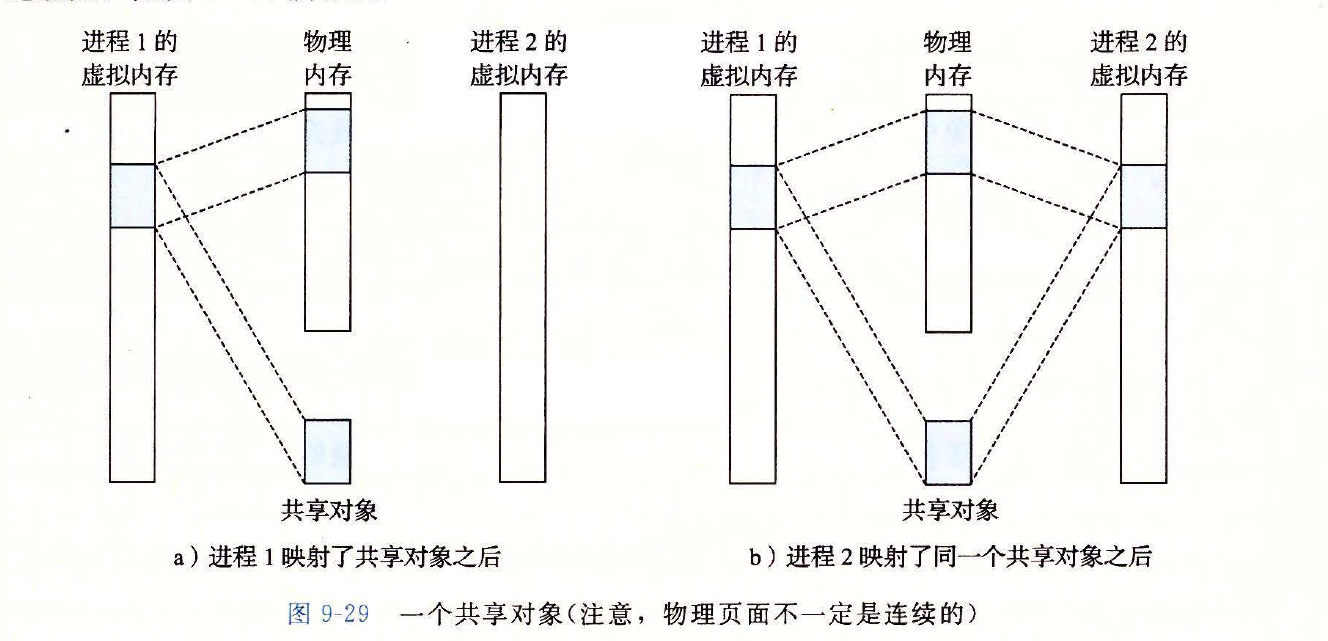 进程1的
虚拟内存
物理
内存
进程2的
虚拟内存
共享对象
a）进程1映射了共享对象之后
进程1的
虚拟内存
物理
内存
进程2的
虚拟内存
共享对象
b）进程2映射了同一个共享对象之后
图 9-29 一个共享对象(注意，物理页面不一定是连续的)